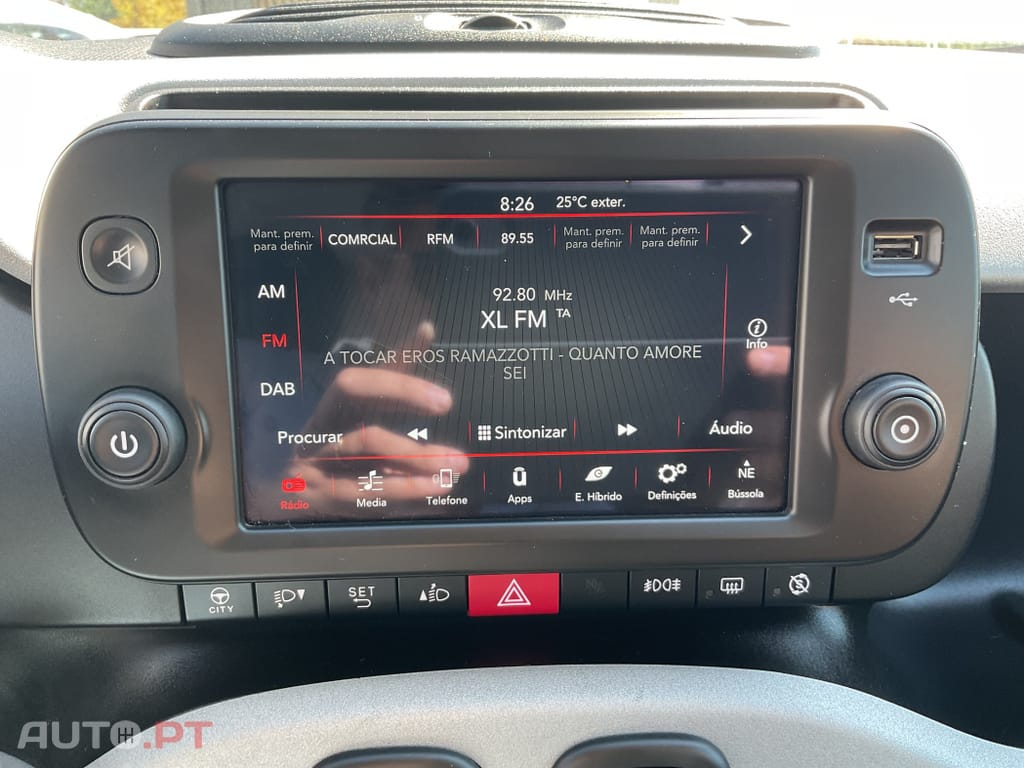 8:26 25°C exter.
Mant. prem. para definir
COMRCIAL
RFM
89.55
Mant. prem. para definir
Mant. prem. para definir
AM
92.80 MHz
XL FM TA
FM
Info
A TOCAR EROS RAMAZZOTTI - QUANTO AMORE
SEI
DAB
Procurar
Sintonizar
Áudio
Rádio
Media
Telefone
Apps
E. Híbrido
Definições
NE
Bússola
CITY
SET
AUTO.PT